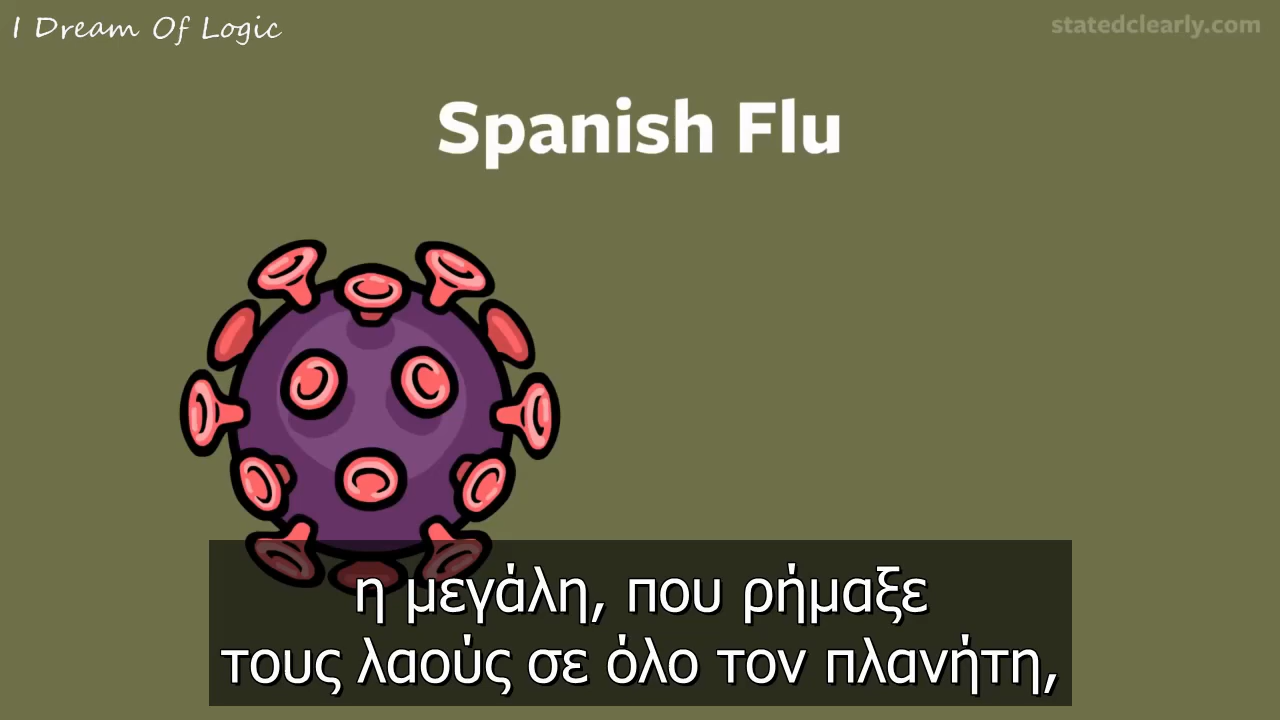 I Dream Of Logic
statedclearly.com
Spanish Flu
η μεγάλη, που ρήμαξε
τους λαούς σε όλο τον πλανήτη,